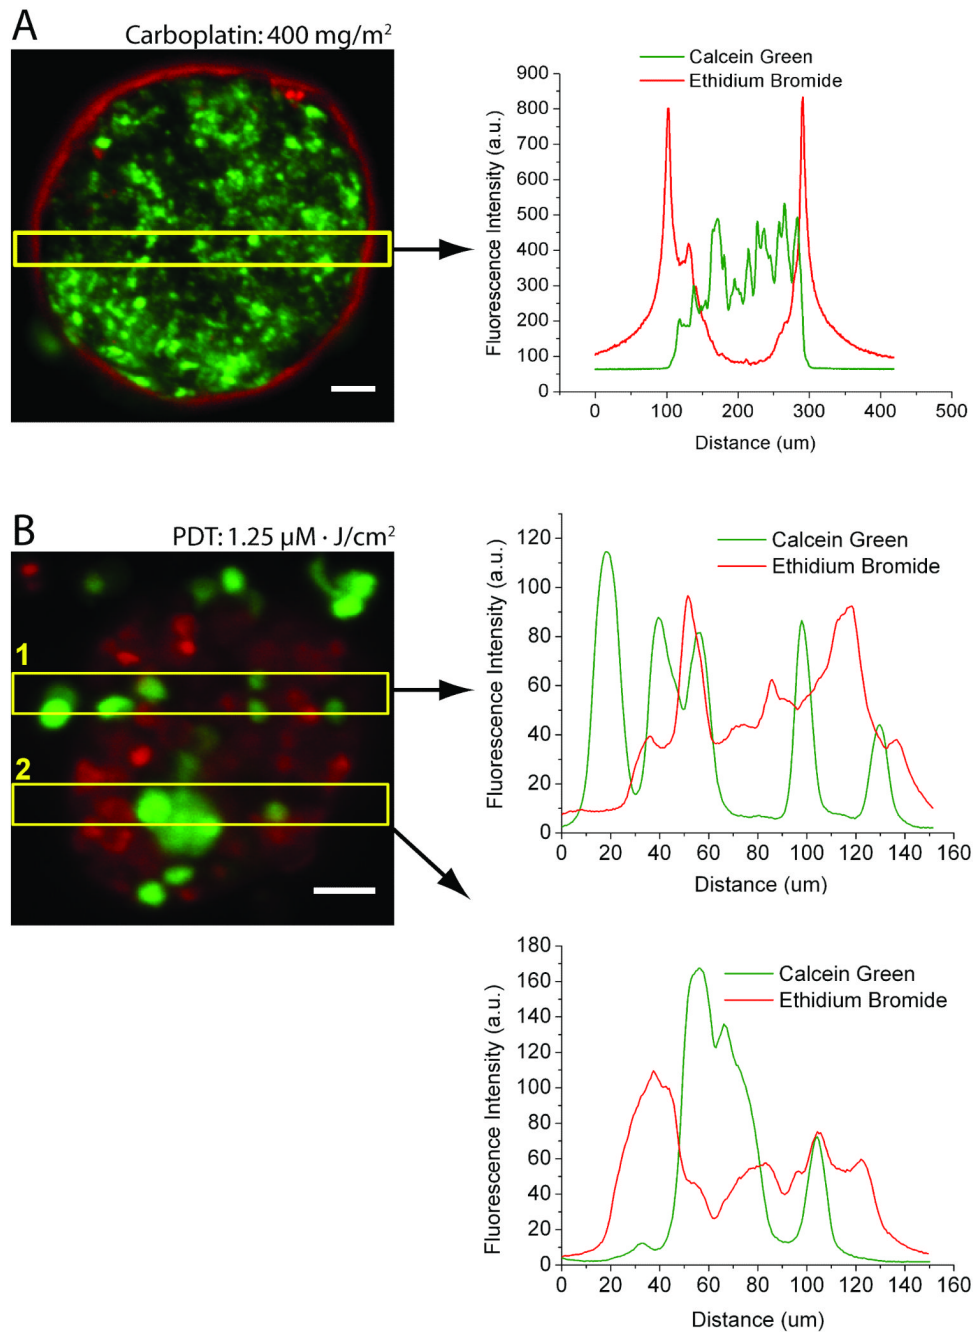 A
Carboplatin: 400 mg/m²
Calcein Green
Ethidium Bromide
900
800
700
600
500
400
300
200
100
0
Fluorescence Intensity (a.u.)
0 100 200 300 400 500
Distance (um)
B
PDT: 1.25 µM · J/cm²
1
2
Calcein Green
Ethidium Bromide
120
100
80
60
40
20
0
Fluorescence Intensity (a.u.)
0 20 40 60 80 100 120 140 160
Distance (um)
Calcein Green
Ethidium Bromide
180
160
140
120
100
80
60
40
20
0
Fluorescence Intensity (a.u.)
0 20 40 60 80 100 120 140 160
Distance (um)